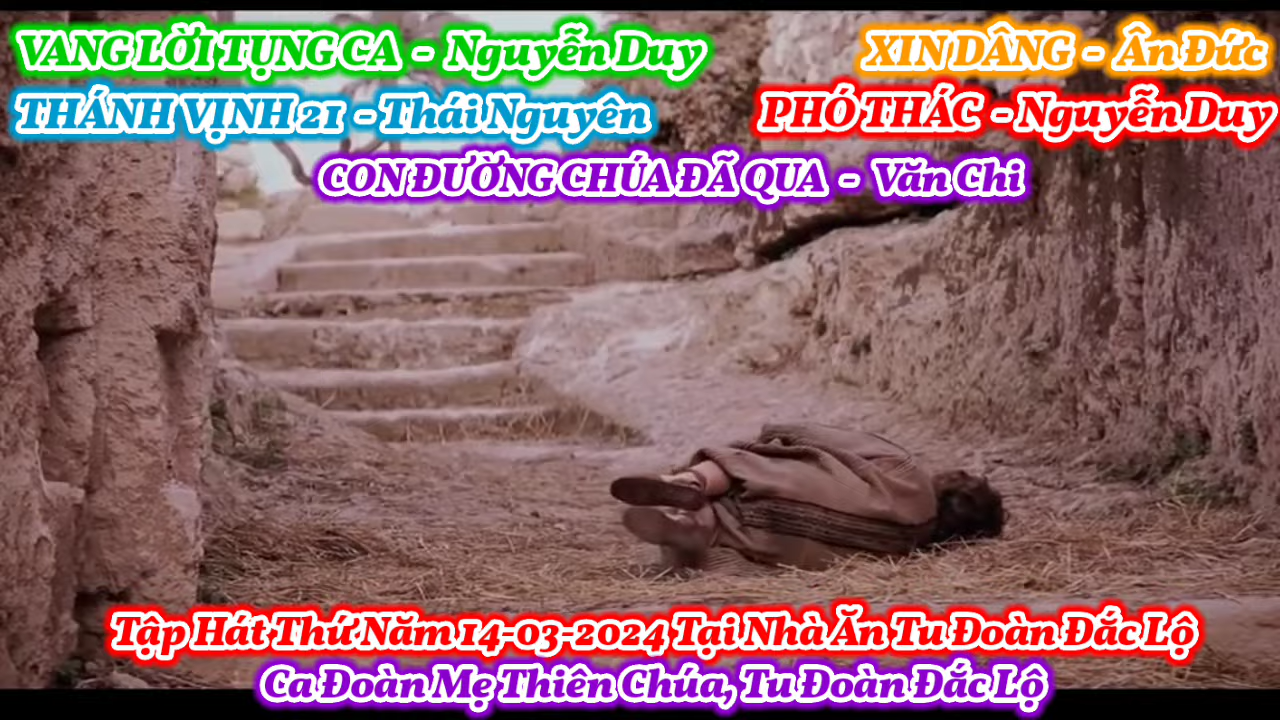 VANG LỜI TỤNG CA - Nguyễn Duy
XIN DÂNG - Ân Đức
THÁNH VỊNH 21 - Thái Nguyên
PHÓ THÁC - Nguyễn Duy
CON ĐƯỜNG CHÚA ĐÃ QUA - Văn Chi
Tập Hát Thứ Năm 14-03-2024 Tại Nhà Ăn Tu Đoàn Đắc Lộ
Ca Đoàn Mẹ Thiên Chúa, Tu Đoàn Đắc Lộ